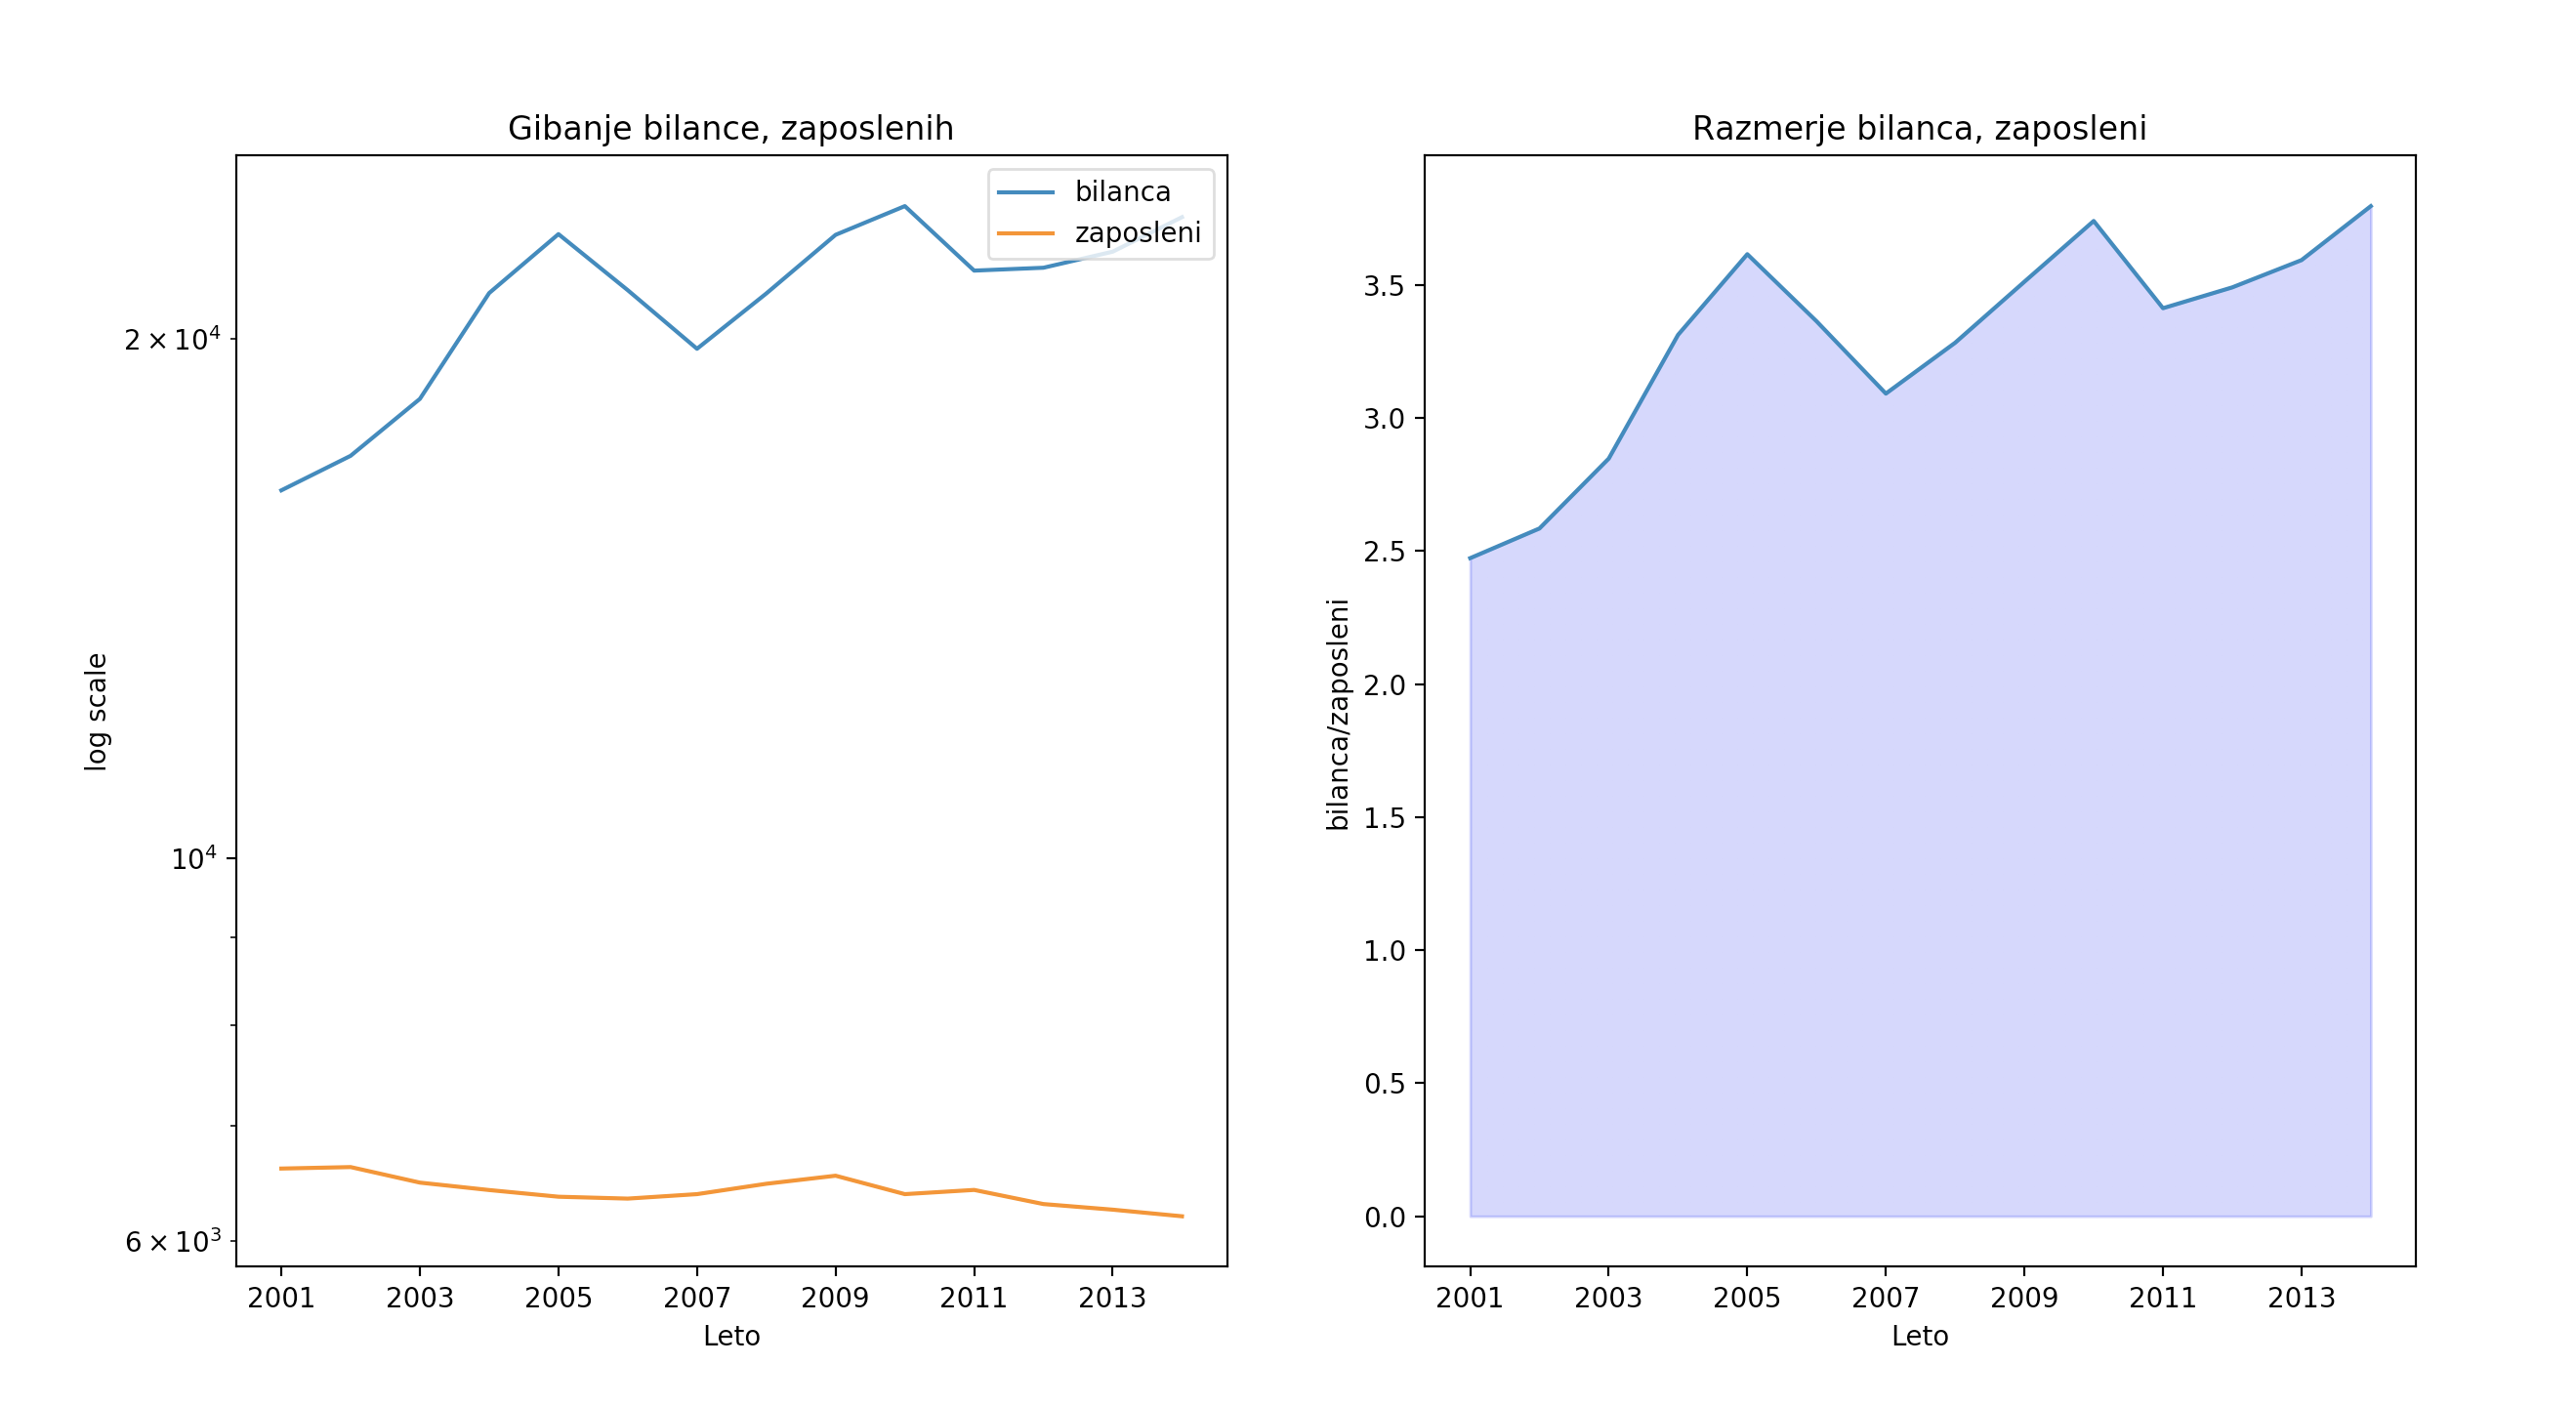 Gibanje bilance, zaposlenih
bilanca
zaposleni
2 × 10⁴
10⁴
6 × 10³
log scale
2001 2003 2005 2007 2009 2011 2013
Leto
Razmerje bilanca, zaposleni
3.5
3.0
2.5
2.0
1.5
1.0
0.5
0.0
bilanca/zaposleni
2001 2003 2005 2007 2009 2011 2013
Leto